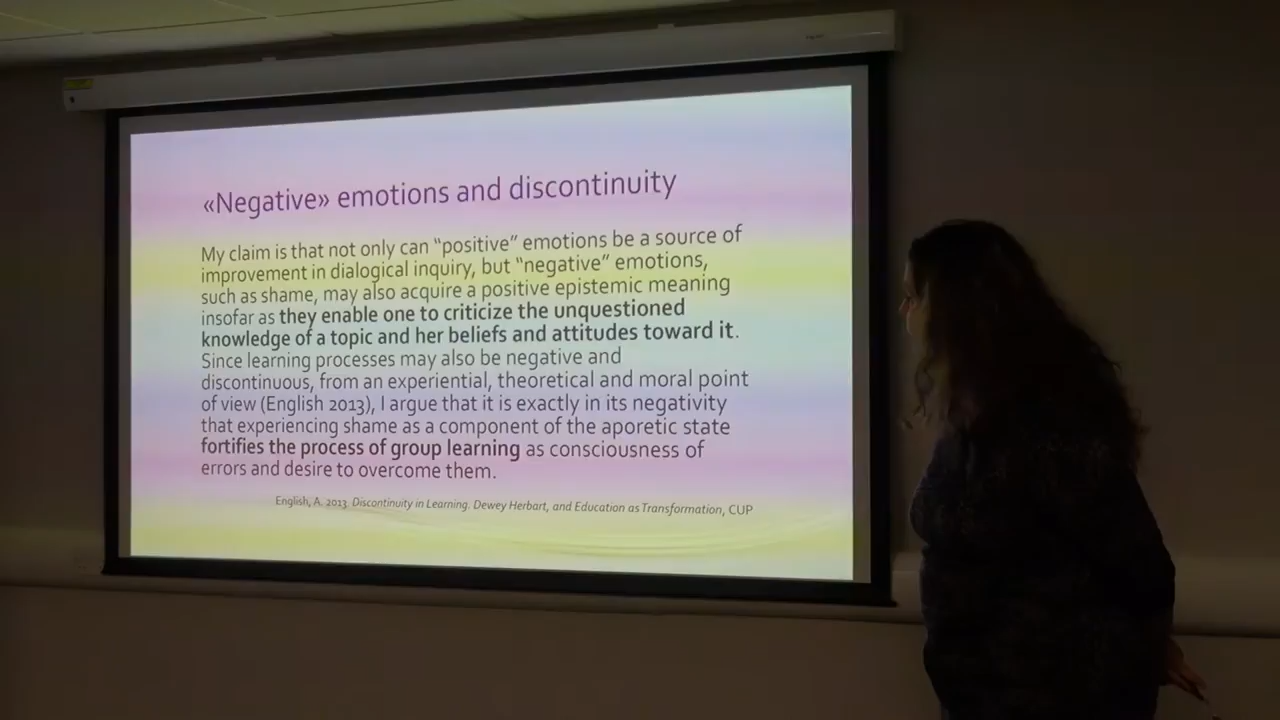 «Negative» emotions and discontinuity
My claim is that not only can "positive" emotions be a source of
improvement in dialogical inquiry, but "negative" emotions,
such as shame, may also acquire a positive epistemic meaning
insofar as they enable one to criticize the unquestioned
knowledge of a topic and her beliefs and attitudes toward it.
Since learning processes may also be negative and
discontinuous, from an experiential, theoretical and moral point
of view (English 2013), I argue that it is exactly in its negativity
that experiencing shame as a component of the aporetic state
fortifies the process of group learning as consciousness of
errors and desire to overcome them.
English, A. 2013. Discontinuity in Learning. Dewey Herbart, and Education as Transformation, CUP